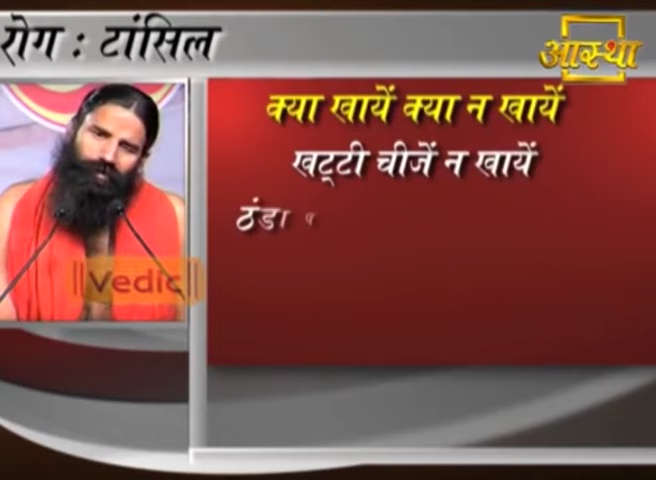 रोग : टांसिल
आस्था
क्या खायें क्या न खायें
खट्टी चीजें न खायें
ठंडा
||Vedic||